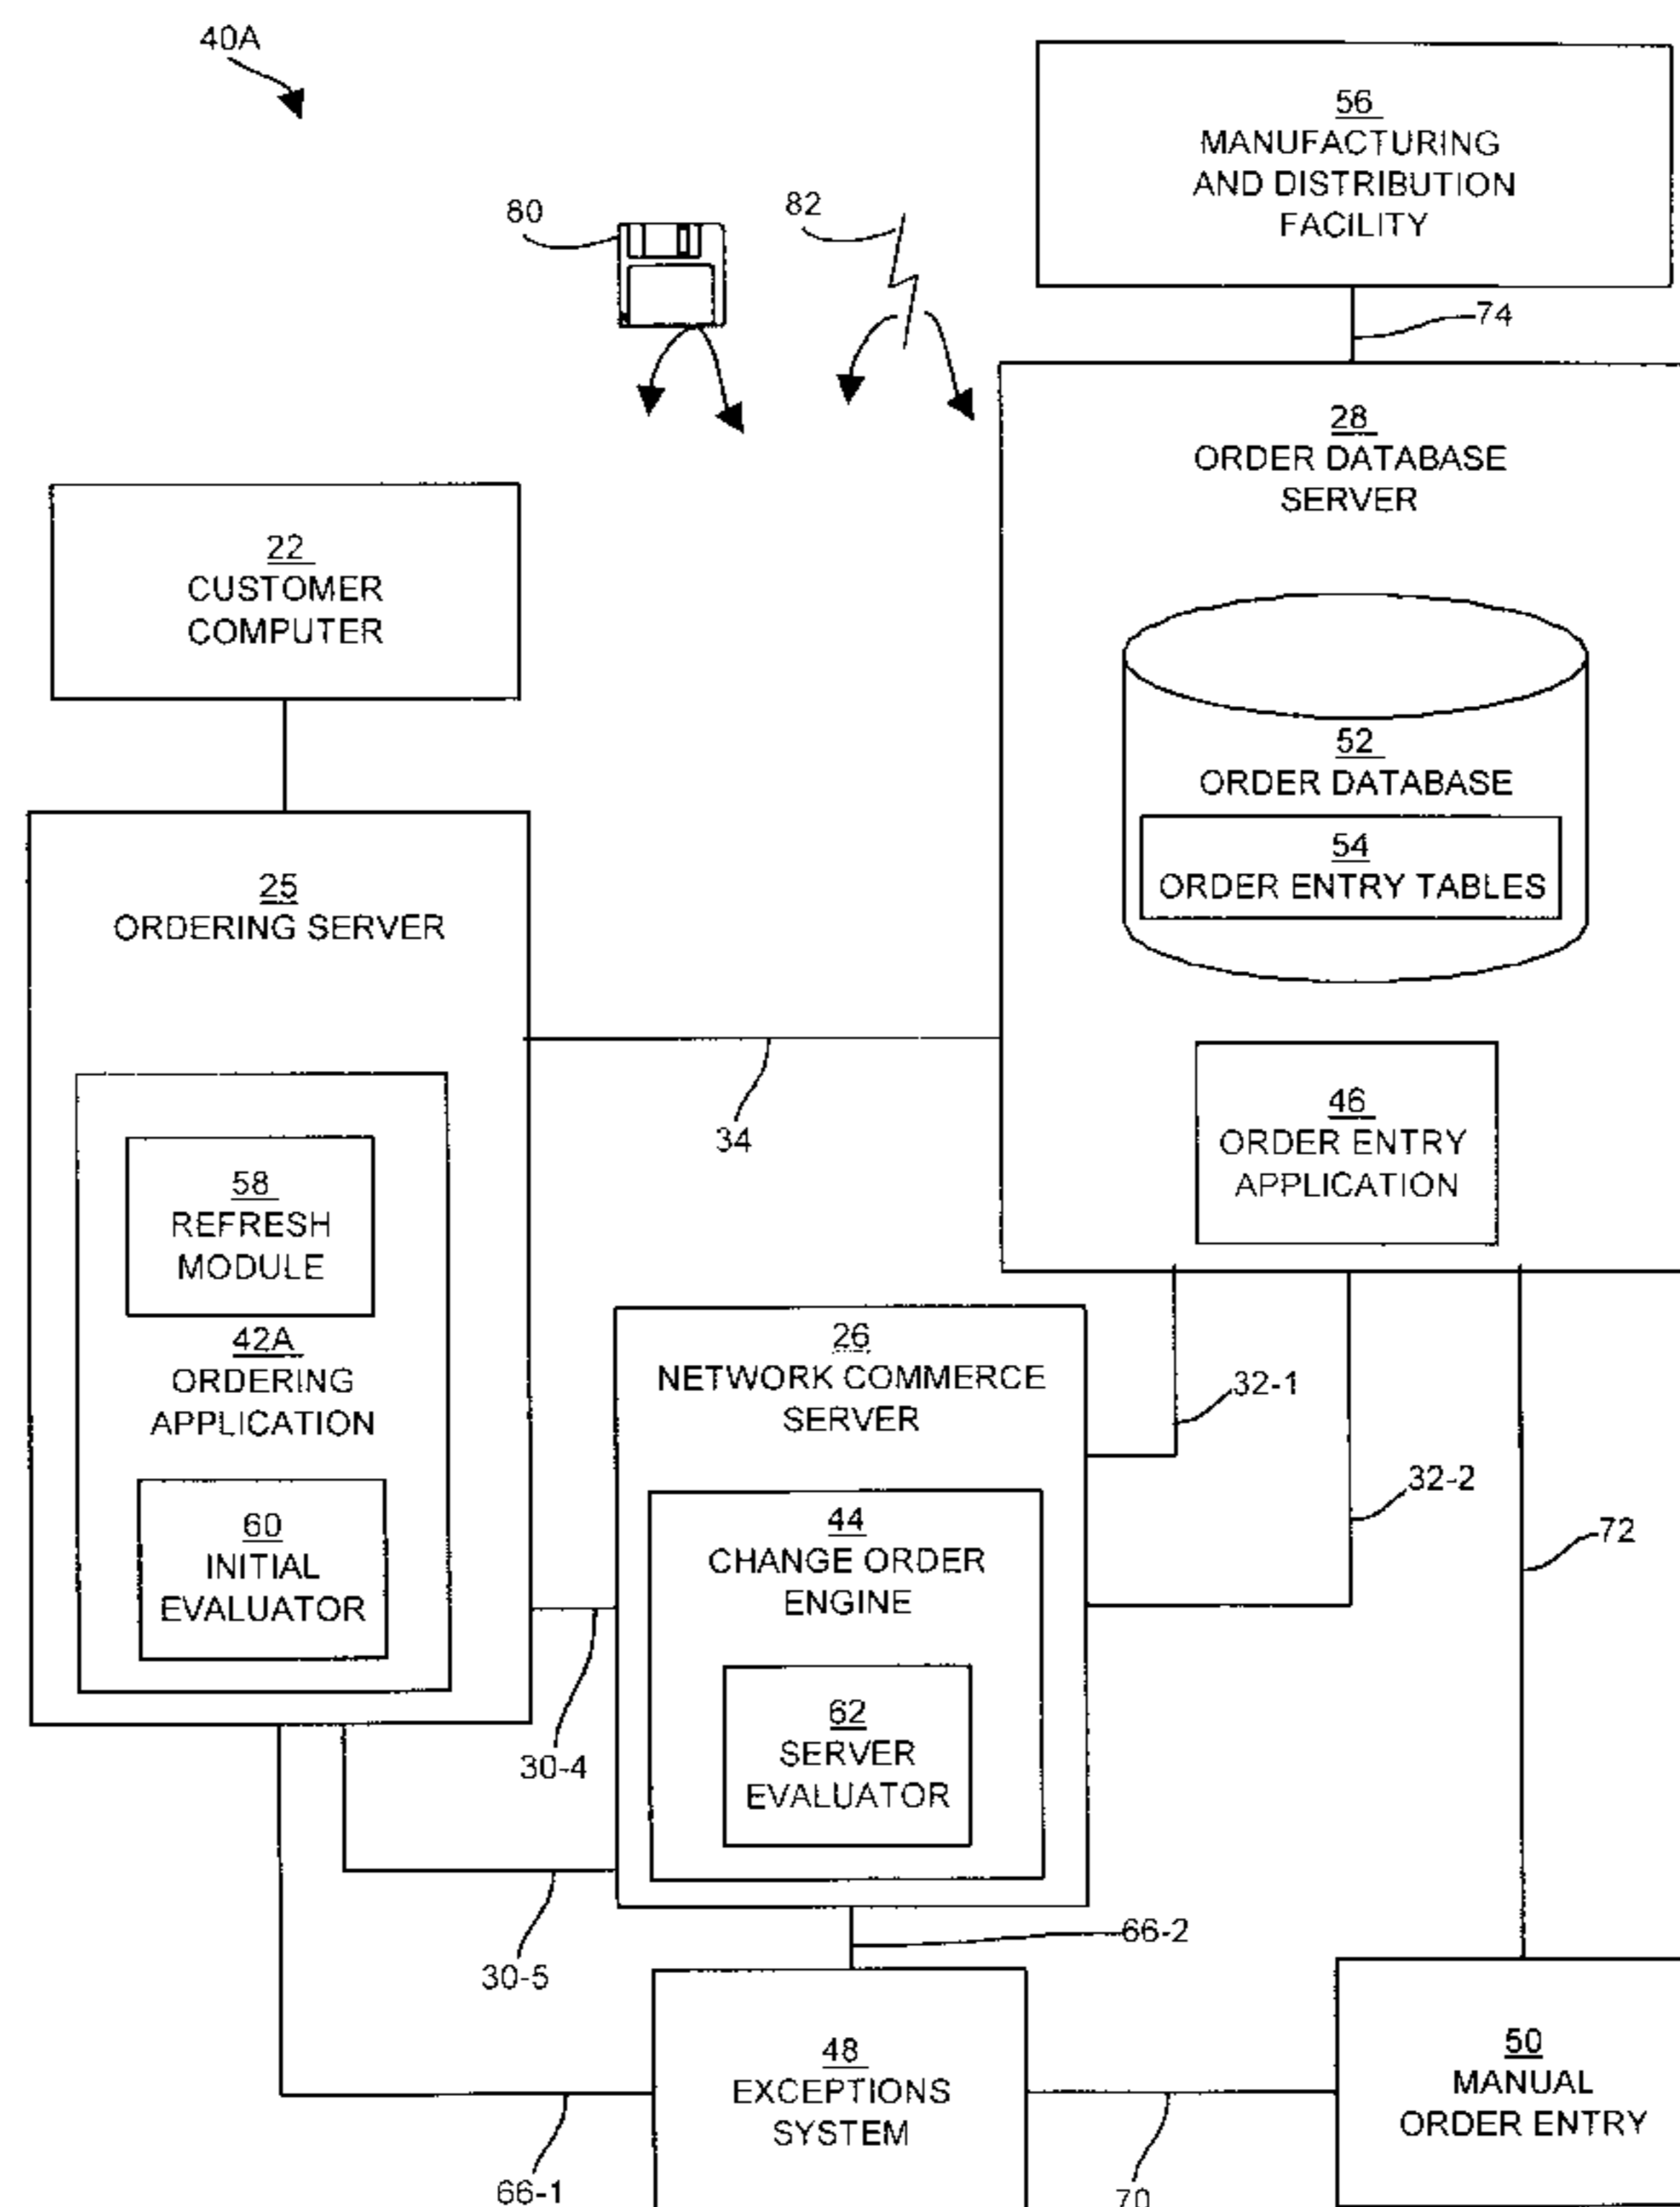 40A
56
MANUFACTURING
AND DISTRIBUTION
FACILITY
80
82
74
28
ORDER DATABASE
SERVER
22
CUSTOMER
COMPUTER
52
ORDER DATABASE
54
ORDER ENTRY TABLES
25
ORDERING SERVER
34
46
ORDER ENTRY
APPLICATION
58
REFRESH
MODULE
42A
ORDERING
APPLICATION
60
INITIAL
EVALUATOR
26
NETWORK COMMERCE
SERVER
32-1
32-2
72
44
CHANGE ORDER
ENGINE
62
SERVER
EVALUATOR
30-4
30-5
66-2
48
EXCEPTIONS
SYSTEM
50
MANUAL
ORDER ENTRY
66-1
70